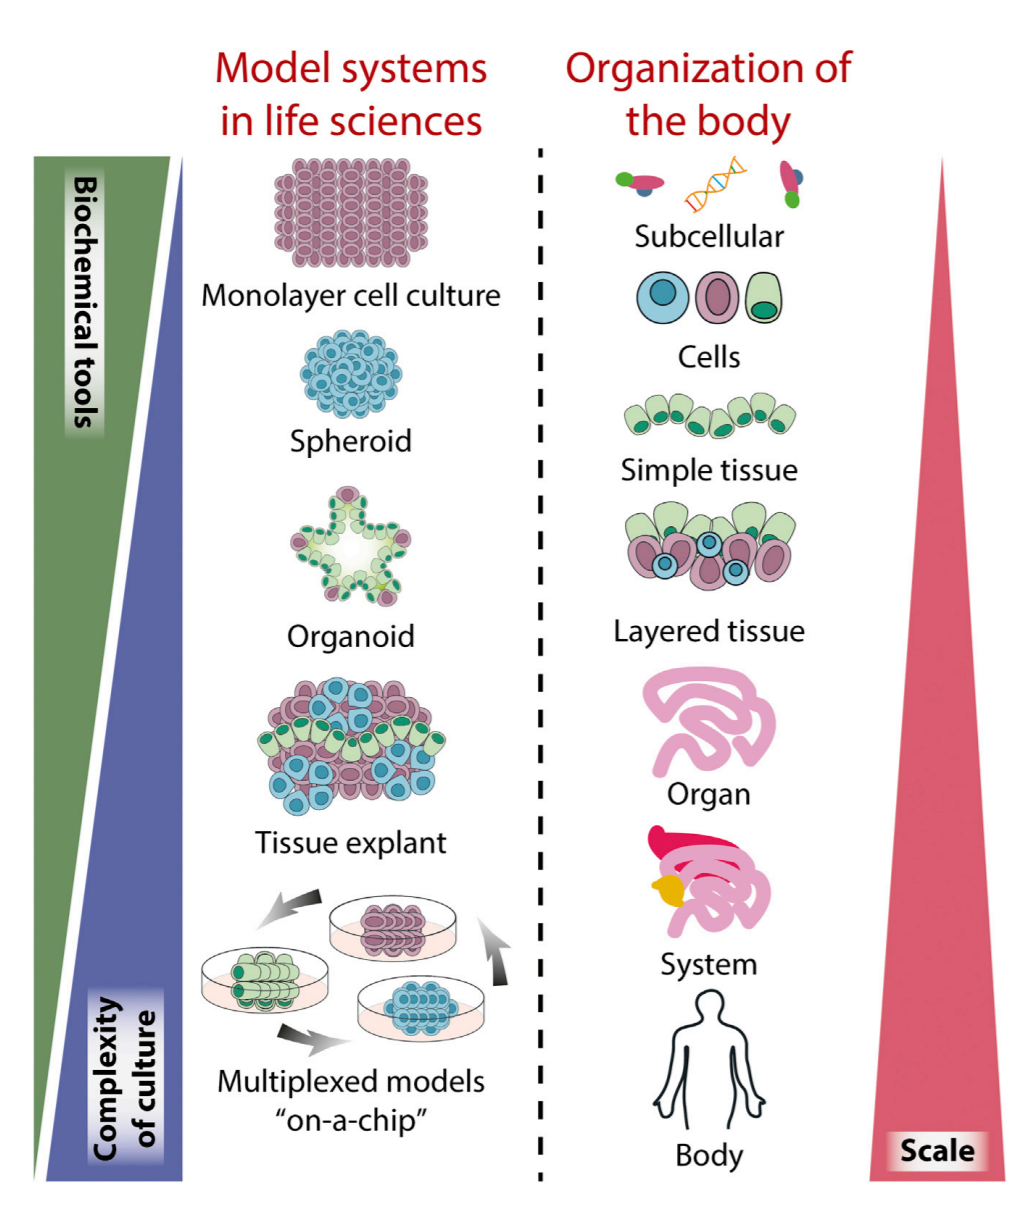 Model systems
in life sciences
Organization of
the body
Biochemical tools
Monolayer cell culture
Spheroid
Organoid
Tissue explant
Multiplexed models
“on-a-chip”
Complexity
of culture
Subcellular
Cells
Simple tissue
Layered tissue
Organ
System
Body
Scale